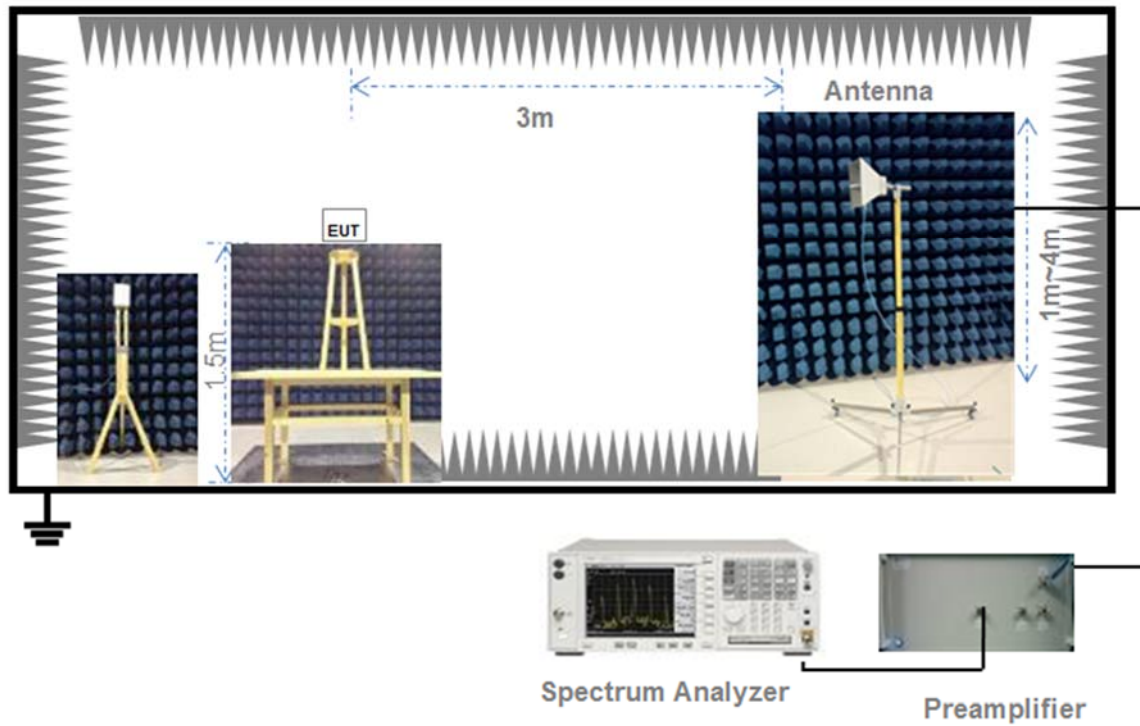 Antenna
3m
EUT
1.5m
1m~4m
Spectrum Analyzer
Preamplifier